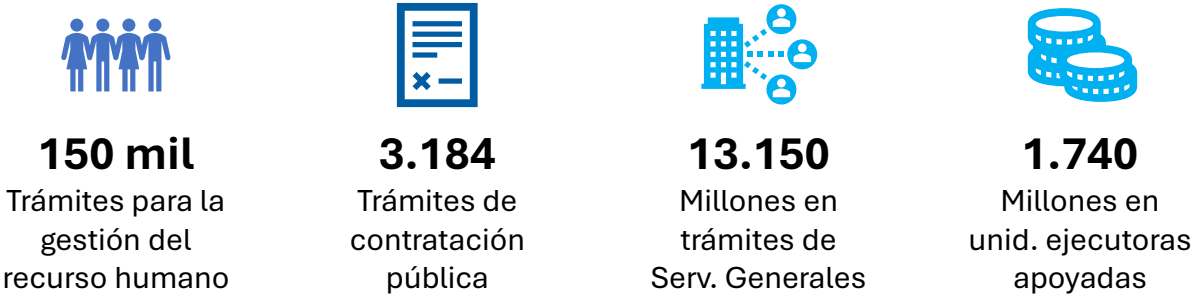 150 mil
Trámites para la
gestión del
recurso humano
3.184
Trámites de
contratación
pública
13.150
Millones en
trámites de
Serv. Generales
1.740
Millones en
unid. ejecutoras
apoyadas